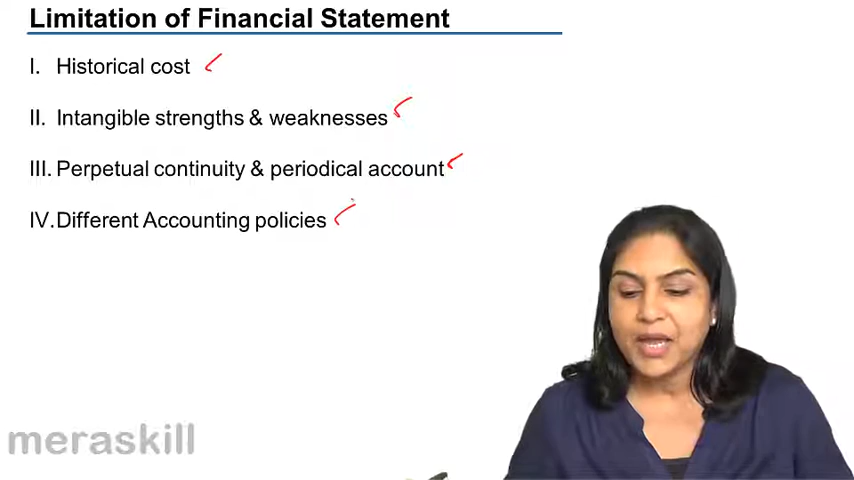 Limitation of Financial Statement
I. Historical cost
II. Intangible strengths & weaknesses
III. Perpetual continuity & periodical account
IV.Different Accounting policies
meraskill